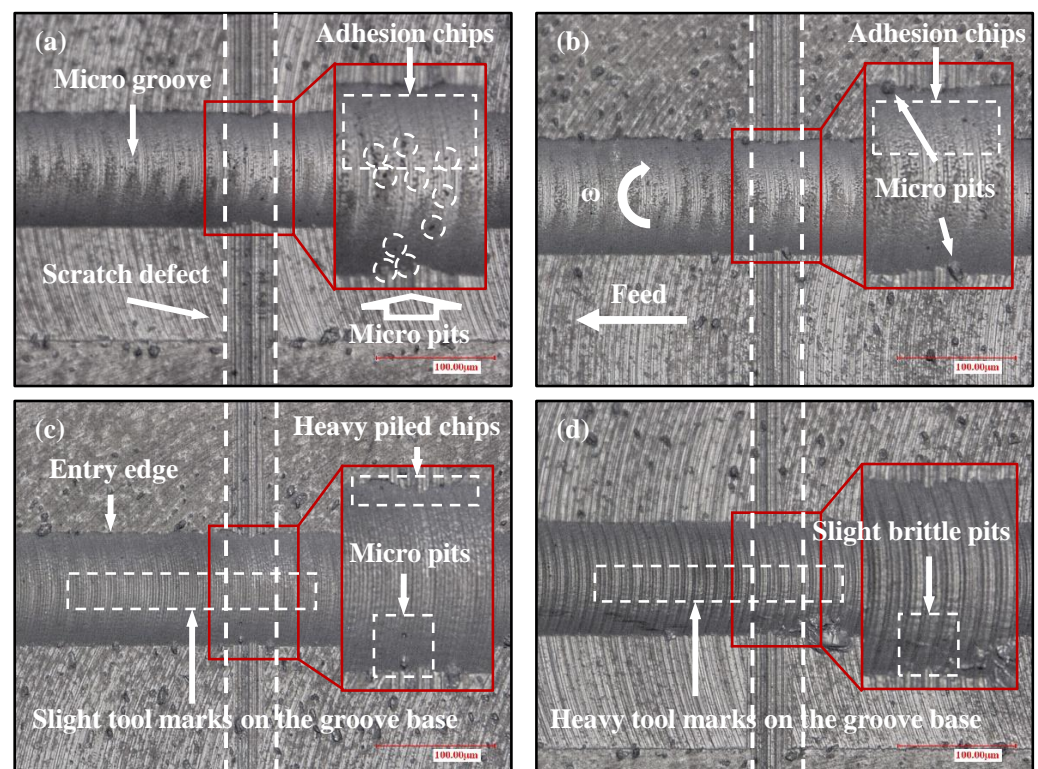 (a)
Adhesion chips
Micro groove
Scratch defect
Micro pits
100.00μm
(b)
Adhesion chips
ω
Micro pits
Feed
100.00μm
(c)
Heavy piled chips
Entry edge
Micro pits
Slight tool marks on the groove base
100.00μm
(d)
Slight brittle pits
Heavy tool marks on the groove base
100.00μm